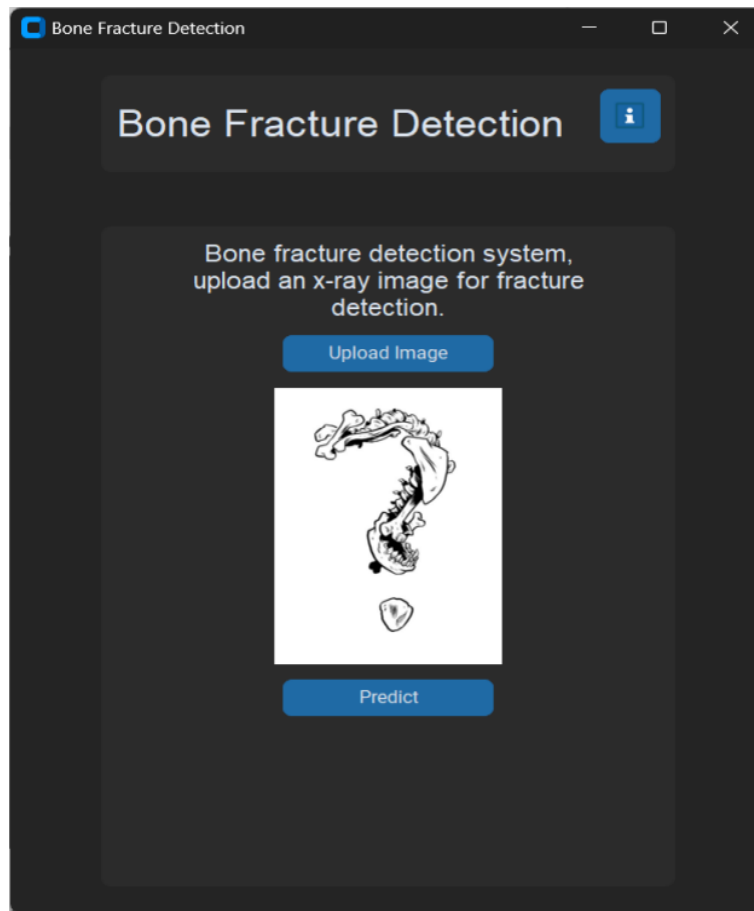 Bone Fracture Detection
Bone Fracture Detection
i
Bone fracture detection system,
upload an x-ray image for fracture
detection.
Upload Image
Predict